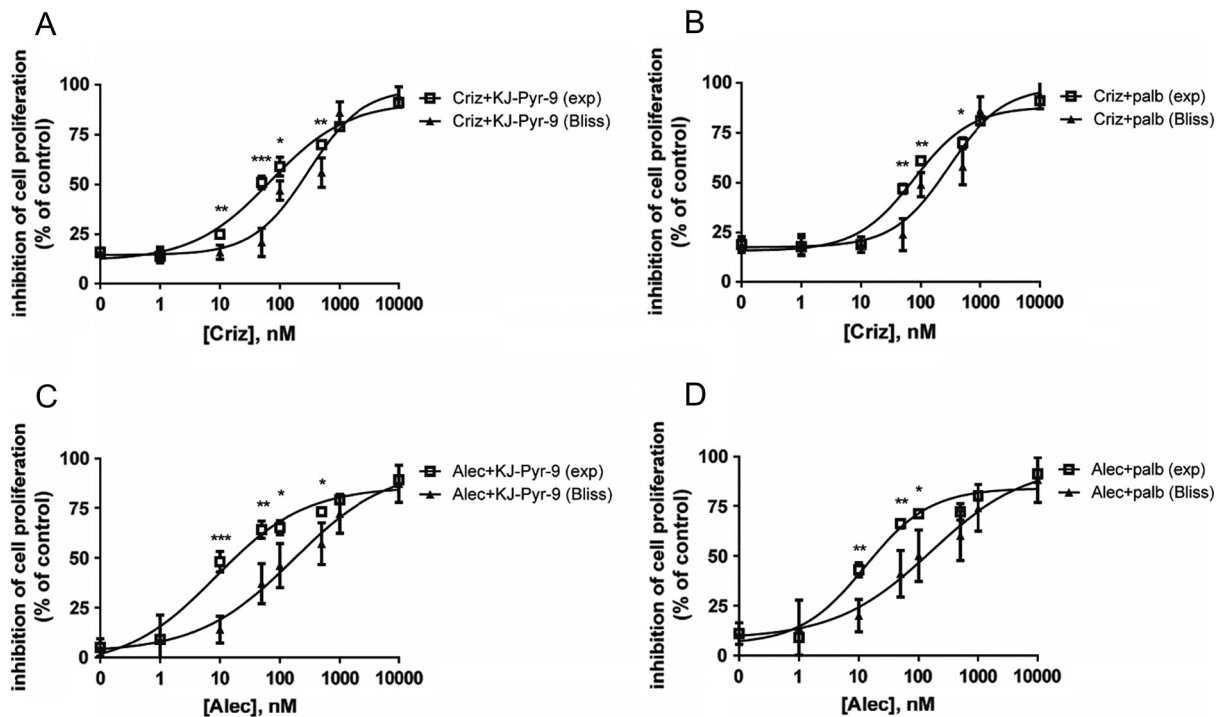 A
inhibition of cell proliferation
(% of control)
100
75
50
25
0
** *** * **
Criz+KJ-Pyr-9 (exp)
Criz+KJ-Pyr-9 (Bliss)
0 1 10 100 1000 10000
[Criz], nM
B
inhibition of cell proliferation
(% of control)
100
75
50
25
0
** ** *
Criz+palb (exp)
Criz+palb (Bliss)
0 1 10 100 1000 10000
[Criz], nM
C
inhibition of cell proliferation
(% of control)
100
75
50
25
0
*** ** * *
Alec+KJ-Pyr-9 (exp)
Alec+KJ-Pyr-9 (Bliss)
0 1 10 100 1000 10000
[Alec], nM
D
inhibition of cell proliferation
(% of control)
100
75
50
25
0
** ** *
Alec+palb (exp)
Alec+palb (Bliss)
0 1 10 100 1000 10000
[Alec], nM